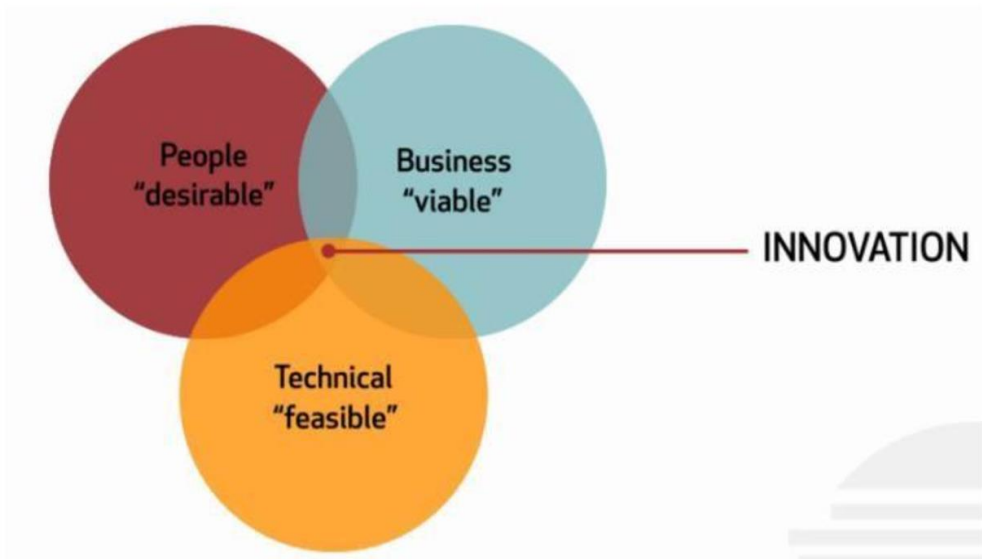 People
“desirable”
Business
“viable”
INNOVATION
Technical
“feasible”